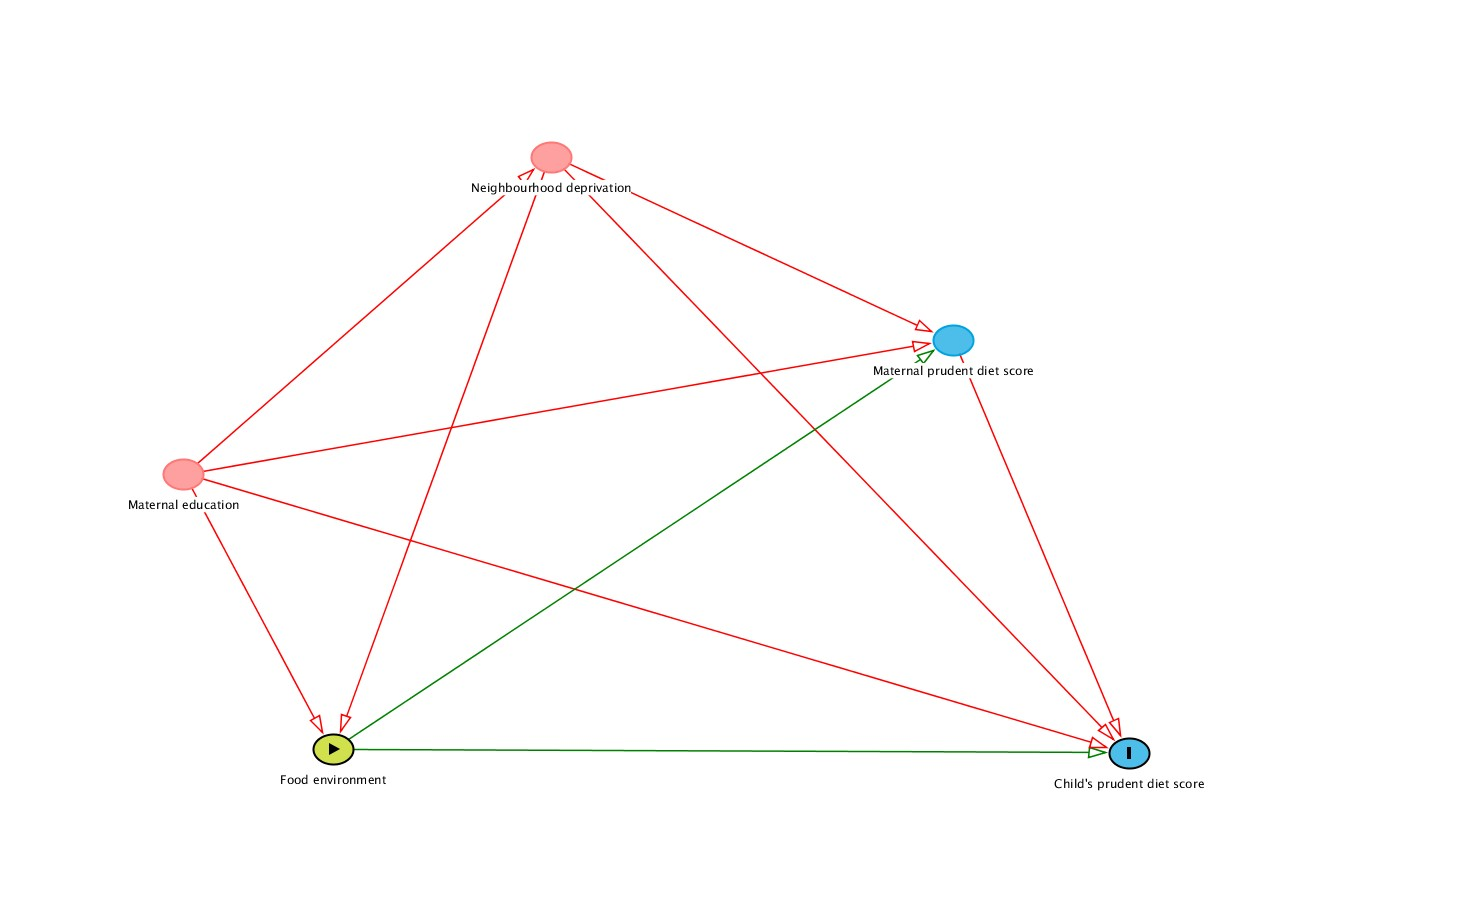 Neighbourhood deprivation
Maternal prudent diet score
Maternal education
Food environment
Child's prudent diet score